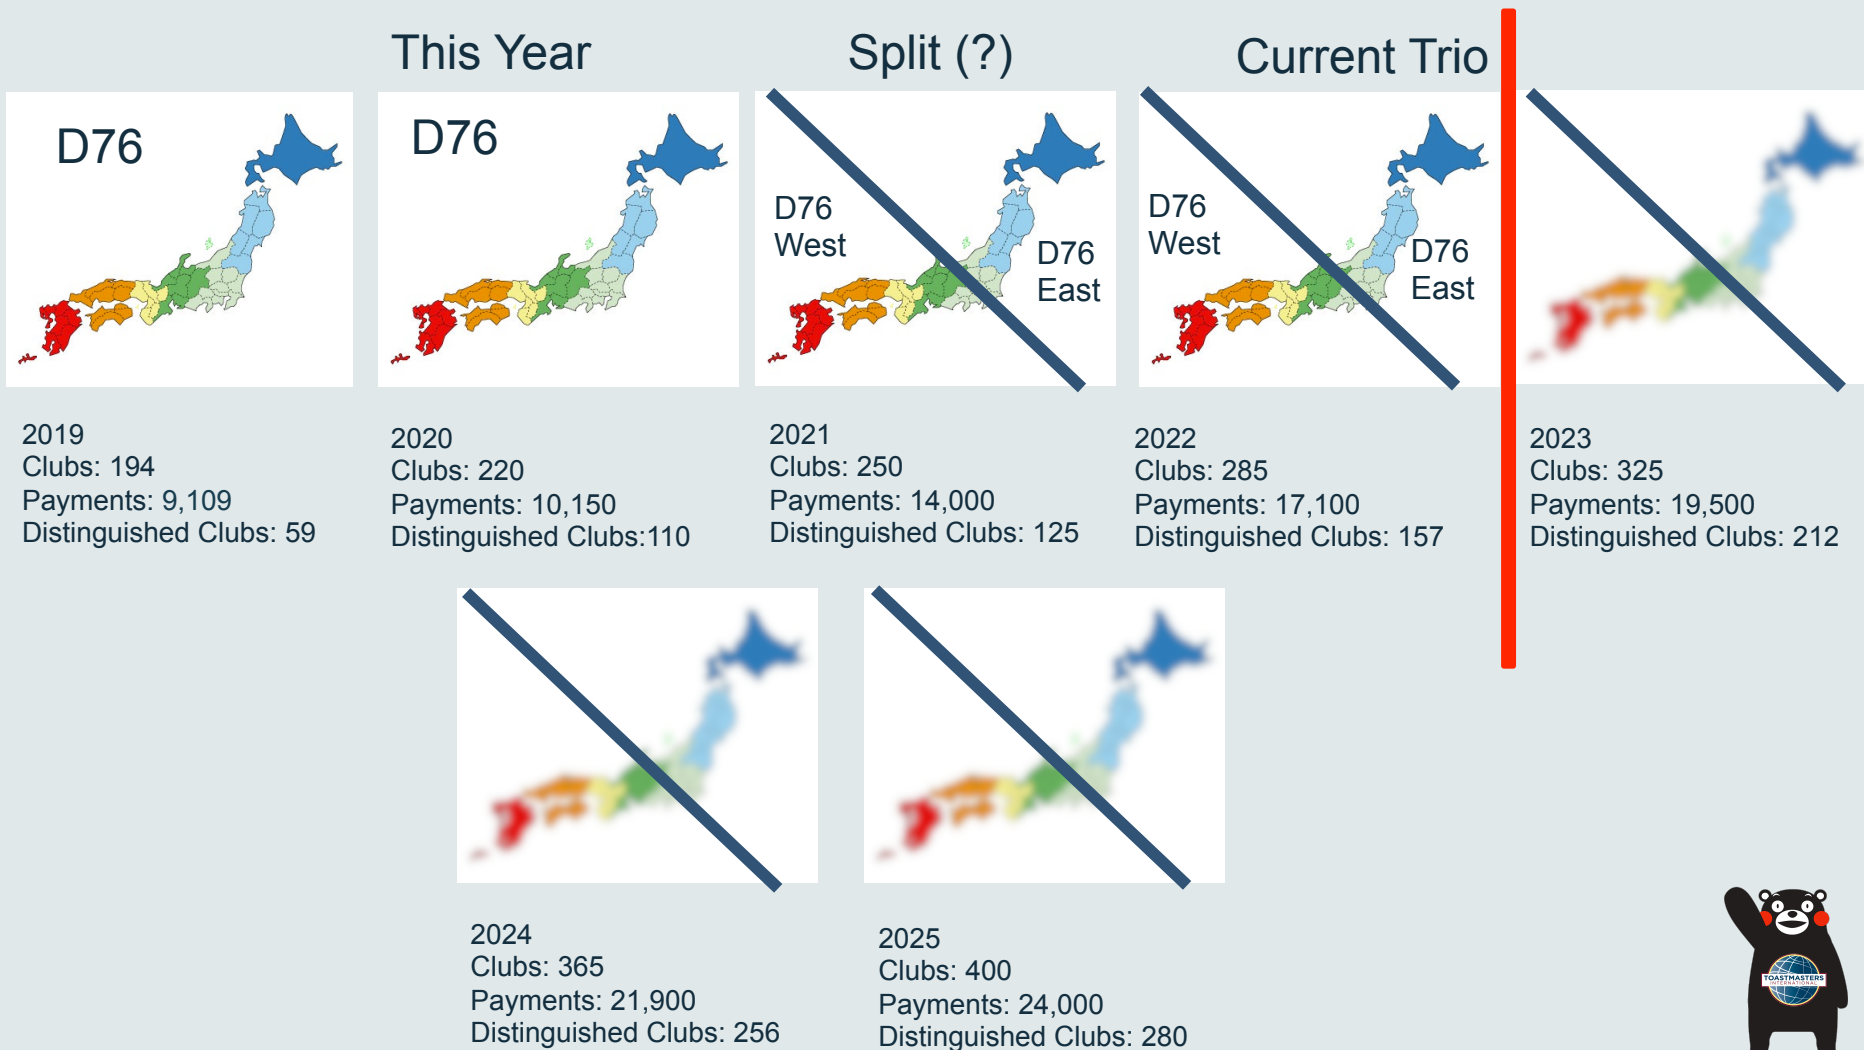 This Year
Split (?)
Current Trio
D76
D76
D76
West
D76
East
D76
West
D76
East
2019
Clubs: 194
Payments: 9,109
Distinguished Clubs: 59
2020
Clubs: 220
Payments: 10,150
Distinguished Clubs:110
2021
Clubs: 250
Payments: 14,000
Distinguished Clubs: 125
2022
Clubs: 285
Payments: 17,100
Distinguished Clubs: 157
2023
Clubs: 325
Payments: 19,500
Distinguished Clubs: 212
2024
Clubs: 365
Payments: 21,900
Distinguished Clubs: 256
2025
Clubs: 400
Payments: 24,000
Distinguished Clubs: 280
TOASTMASTERS
INTERNATIONAL